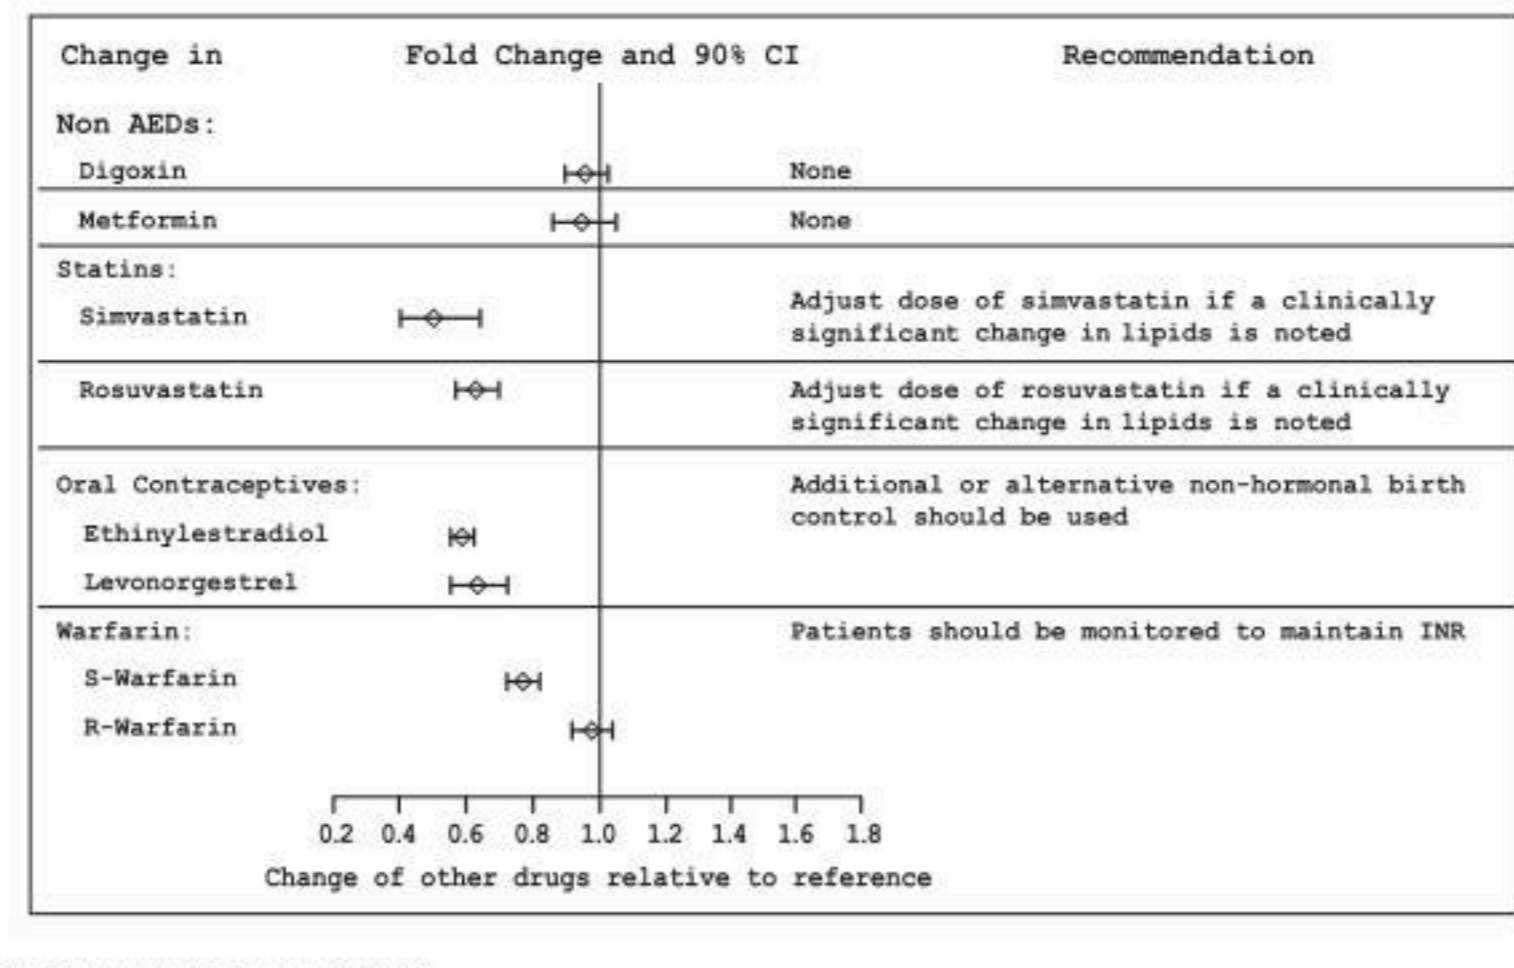 Change in Fold Change and 90% CI Recommendation
Non AEDs:
Digoxin None
Metformin None
Statins:
Simvastatin Adjust dose of simvastatin if a clinically
significant change in lipids is noted
Rosuvastatin Adjust dose of rosuvastatin if a clinically
significant change in lipids is noted
Oral Contraceptives: Additional or alternative non-hormonal birth
control should be used
Ethinylestradiol
Levonorgestrel
Warfarin: Patients should be monitored to maintain INR
S-Warfarin
R-Warfarin
0.2 0.4 0.6 0.8 1.0 1.2 1.4 1.6 1.8
Change of other drugs relative to reference